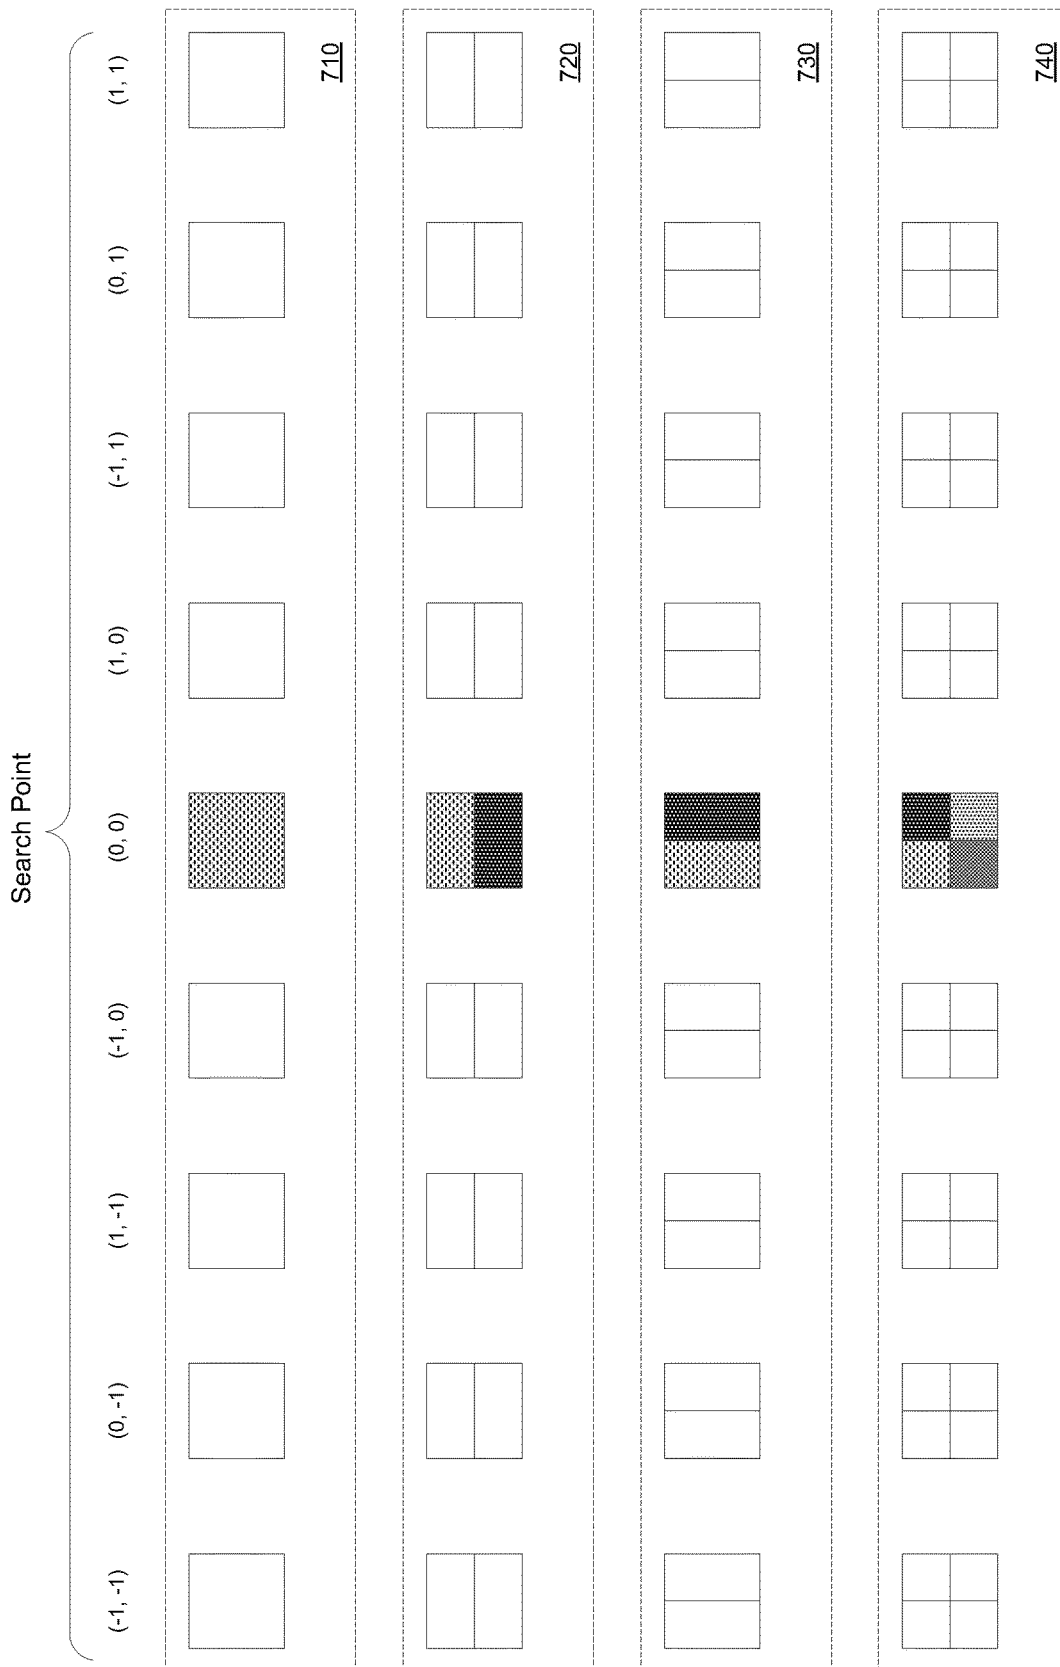 Search Point
(-1, -1) (0, -1) (1, -1) (-1, 0) (0, 0) (1, 0) (-1, 1) (0, 1) (1, 1)
710
720
730
740